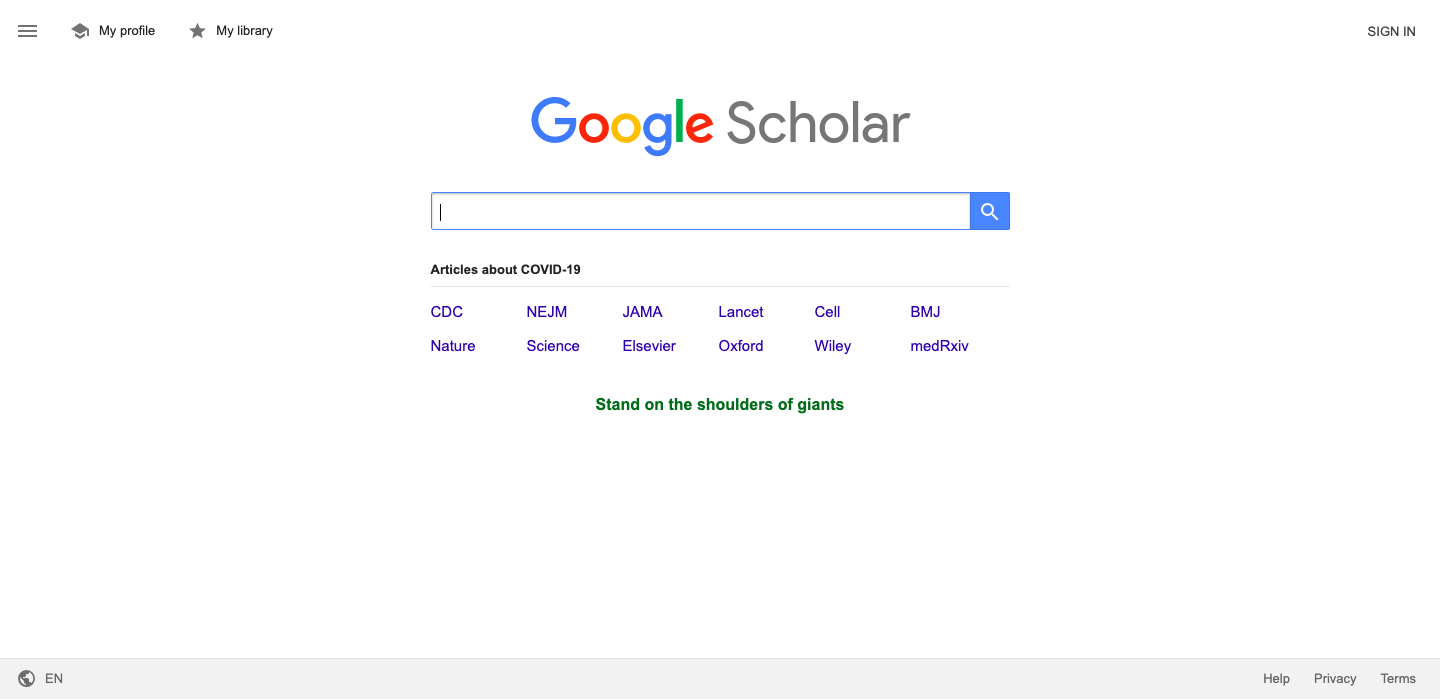 My profile My library SIGN IN
Google Scholar
Articles about COVID-19
CDC NEJM JAMA Lancet Cell BMJ
Nature Science Elsevier Oxford Wiley medRxiv
Stand on the shoulders of giants
EN Help Privacy Terms